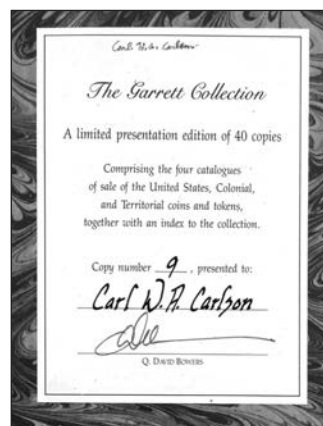 Carl W.A. Carlson
The Garrett Collection
A limited presentation edition of 40 copies
Comprising the four catalogues
of sale of the United States, Colonial,
and Territorial coins and tokens,
together with an index to the collection.
Copy number 9, presented to:
Carl W.A. Carlson
Q. DAVID BOWERS